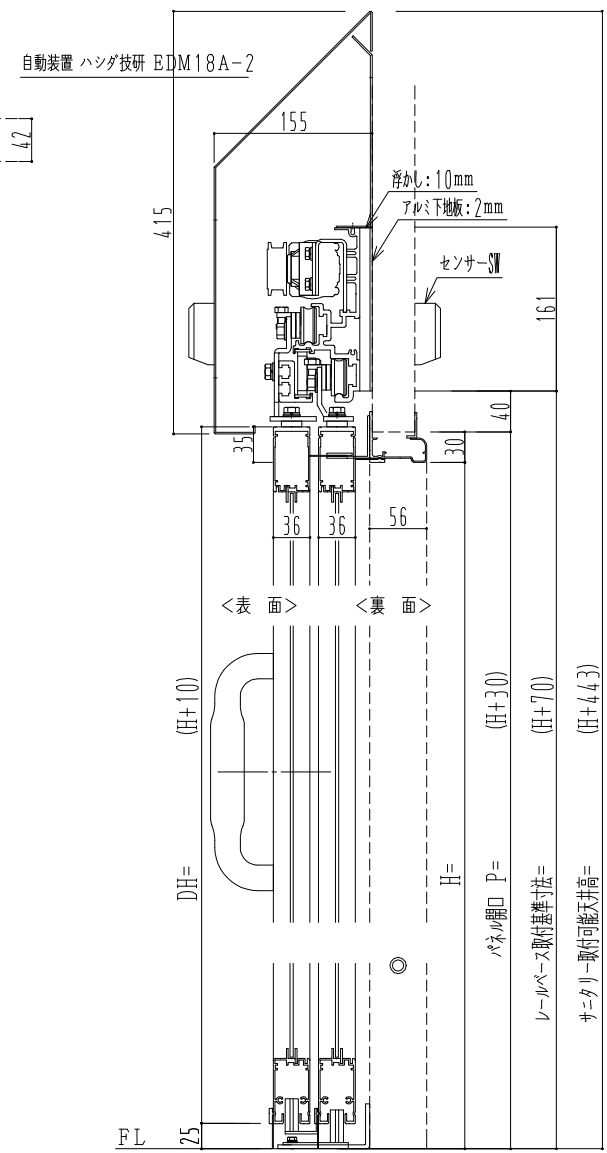 自動装置 ハシダ技研 EDM18A-2
42
155
415
浮かし:10mm
アルミ下地板:2mm
センサーSW
161
40
35
30
36
36
56
<表 面>
<裏 面>
(H+10)
(H+30)
(H+70)
(H+443)
DH=
H=
パネル開口 P=
レールベース取付基準寸法=
サニタリー取付可能天井高=
FL
25